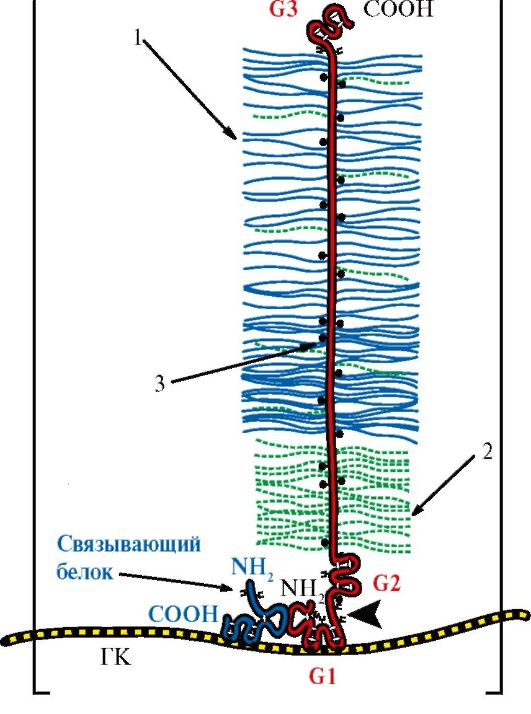 G3
COOH
1
3
2
Связывающий
белок
NH2
NH2
G2
COOH
ГК
G1